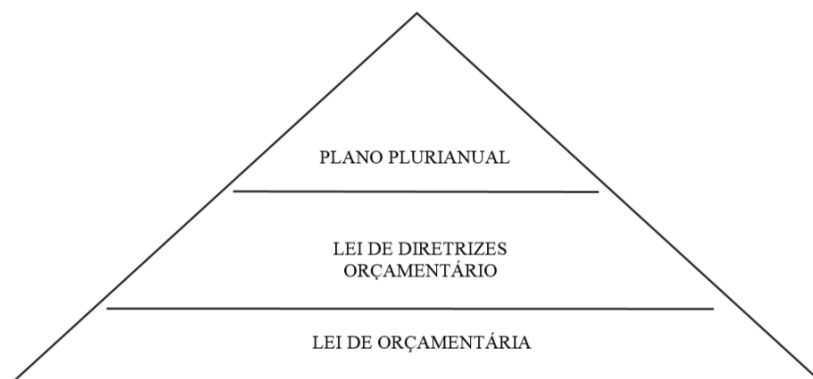 PLANO PLURIANUAL
LEI DE DIRETRIZES
ORÇAMENTÁRIO
LEI DE ORÇAMENTÁRIA